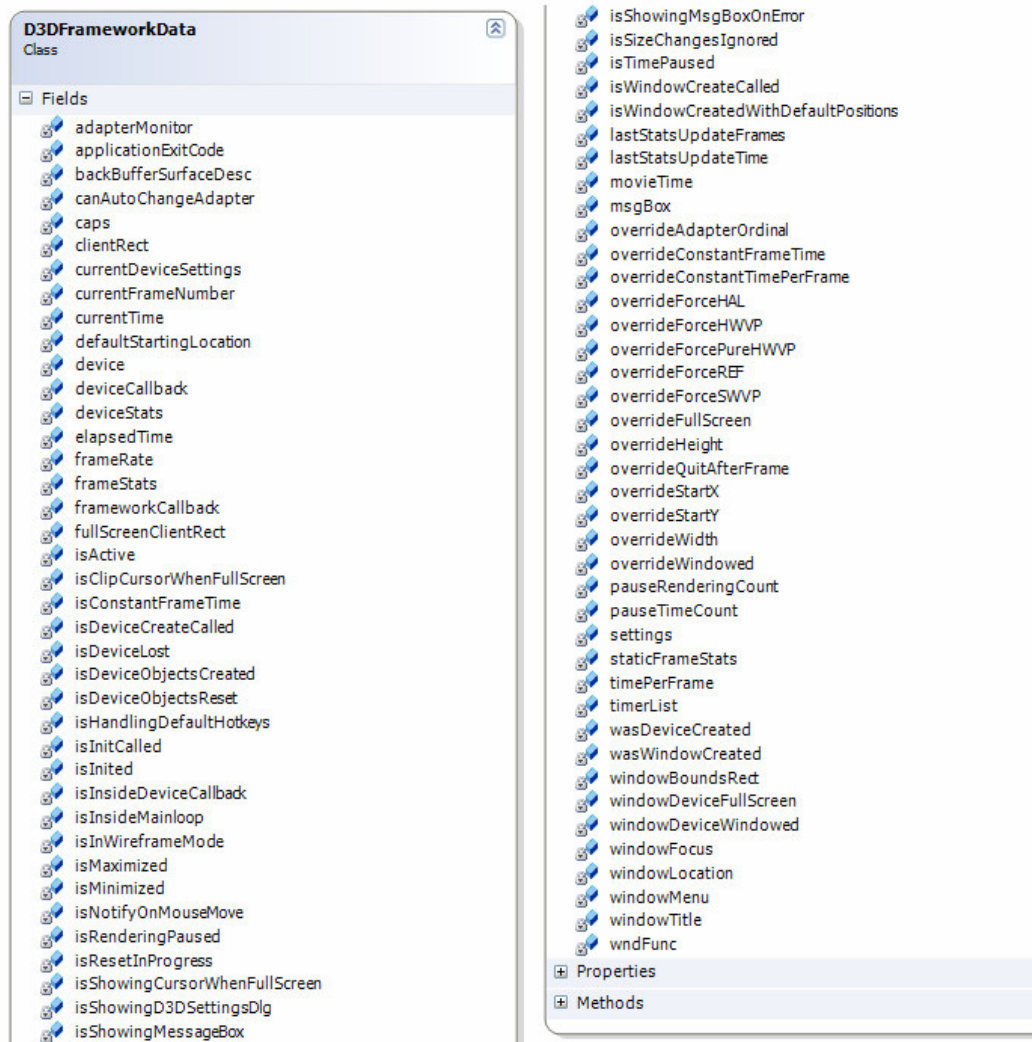 D3DFrameworkData
Class
Fields
adapterMonitor
applicationExitCode
backBufferSurfaceDesc
canAutoChangeAdapter
caps
clientRect
currentDeviceSettings
currentFrameNumber
currentTime
defaultStartingLocation
device
deviceCallback
deviceStats
elapsedTime
frameRate
frameStats
frameworkCallback
fullScreenClientRect
isActive
isClipCursorWhenFullScreen
isConstantFrameTime
isDeviceCreateCalled
isDeviceLost
isDeviceObjectsCreated
isDeviceObjectsReset
isHandlingDefaultHotkeys
isInitCalled
isInited
isInsideDeviceCallback
isInsideMainloop
isInWireframeMode
isMaximized
isMinimized
isNotifyOnMouseMove
isRenderingPaused
isResetInProgress
isShowingCursorWhenFullScreen
isShowingD3DSettingsDlg
isShowingMessageBox
isShowingMsgBoxOnError
isSizeChangesIgnored
isTimePaused
isWindowCreateCalled
isWindowCreatedWithDefaultPositions
lastStatsUpdateFrames
lastStatsUpdateTime
movieTime
msgBox
overrideAdapterOrdinal
overrideConstantFrameTime
overrideConstantTimePerFrame
overrideForceHAL
overrideForceHWVP
overrideForcePureHWVP
overrideForceREF
overrideForceSWVP
overrideFullScreen
overrideHeight
overrideQuitAfterFrame
overrideStartX
overrideStartY
overrideWidth
overrideWindowed
pauseRenderingCount
pauseTimeCount
settings
staticFrameStats
timePerFrame
timerList
wasDeviceCreated
wasWindowCreated
windowBoundsRect
windowDeviceFullScreen
windowDeviceWindowed
windowFocus
windowLocation
windowMenu
windowTitle
wndFunc
Properties
Methods